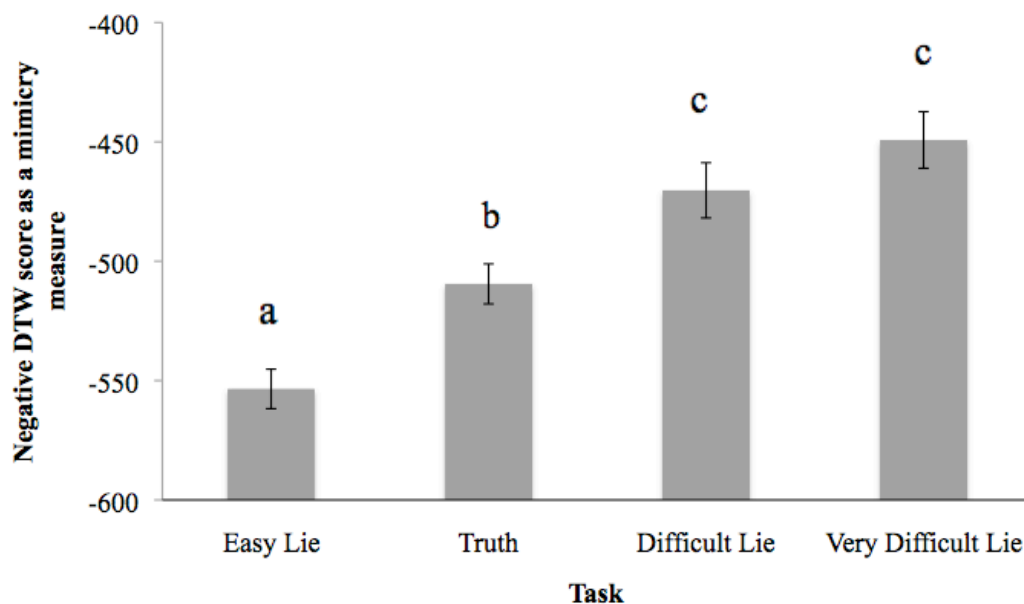 Negative DTW score as a mimicry
measure
-400
-450
-500
-550
-600
a
b
c
c
Easy Lie
Truth
Difficult Lie
Very Difficult Lie
Task